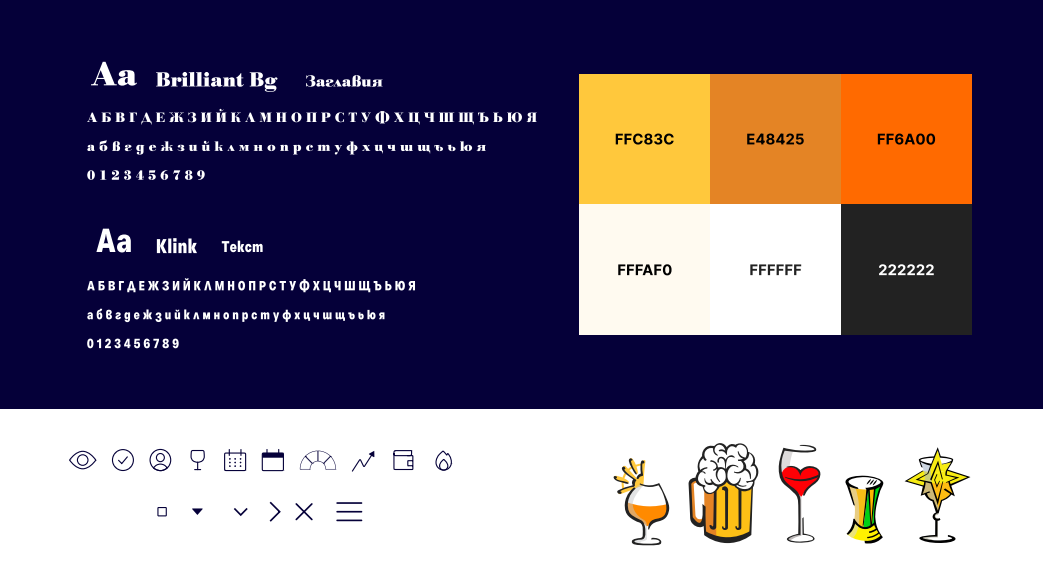 Aa Brilliant Bg Заглавия
АБВГДЕЖЗИЙКЛМНОПРСТУФХЦЧШЩЪЬЮЯ
абвгдежзийклмнопрстуфхцчшщъьюя
0123456789
Aa Klink Текст
АБВГДЕЖЗИЙКЛМНОПРСТУФХЦЧШЩЪЬЮЯ
абвгдежзийклмнопрстуфхцчшщъьюя
0123456789
FFC83C E48425 FF6A00
FFFAF0 FFFFFF 222222